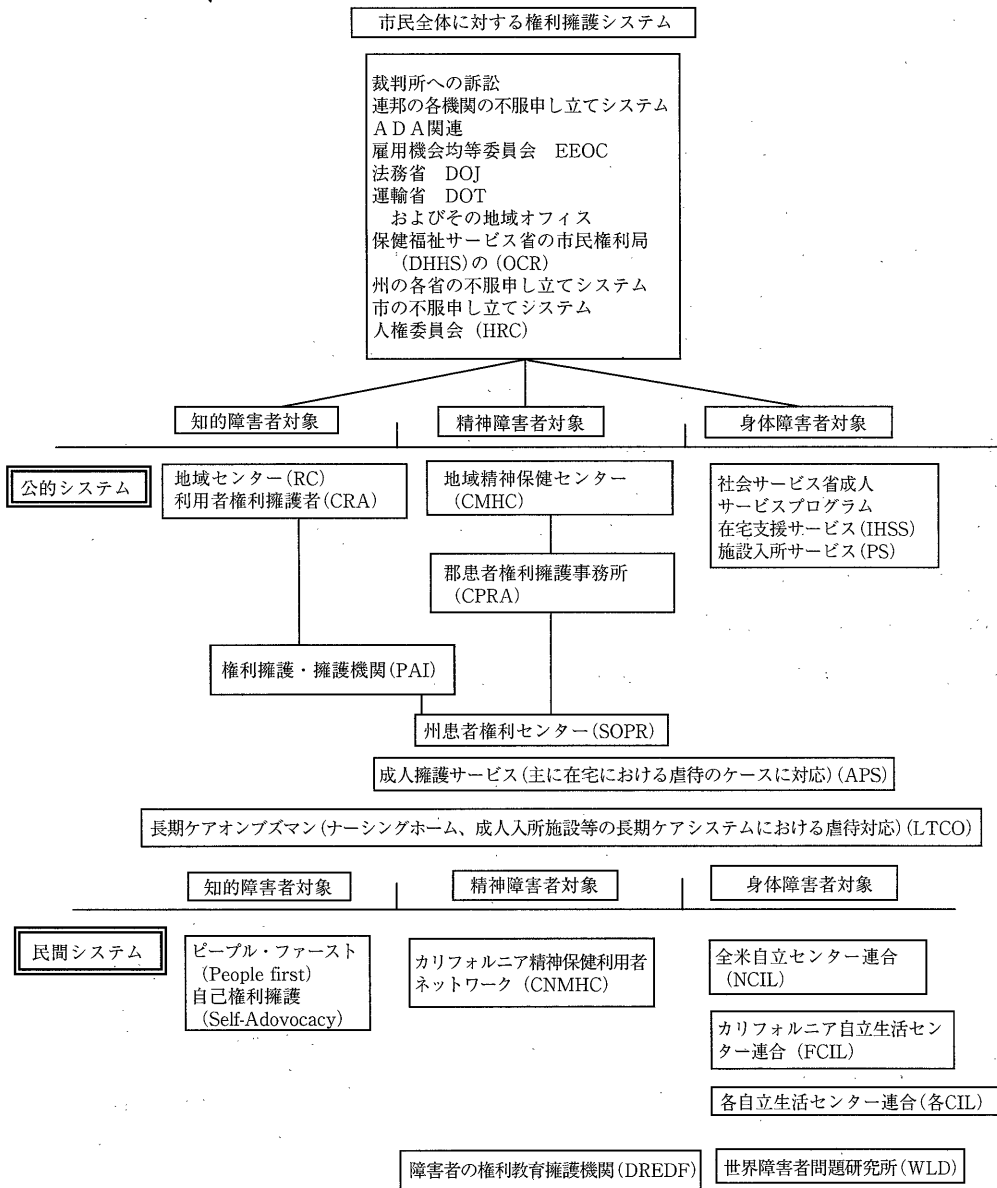 市民全体に対する権利擁護システム
裁判所への訴訟
連邦の各機関の不服申し立てシステム
ＡＤＡ関連
雇用機会均等委員会　EEOC
法務省　DOJ
運輸省　DOT
およびその地域オフィス
保健福祉サービス省の市民権利局
(DHHS)の(OCR)
州の各省の不服申し立てシステム
市の不服申し立てシステム
人権委員会 (HRC)
知的障害者対象
精神障害者対象
身体障害者対象
公的システム
地域センター(RC)
利用者権利擁護者(CRA)
地域精神保健センター
(CMHC)
社会サービス省成人
サービスプログラム
在宅支援サービス(IHSS)
施設入所サービス(PS)
郡患者権利擁護事務所
(CPRA)
権利擁護・擁護機関(PAI)
州患者権利センター(SOPR)
成人擁護サービス(主に在宅における虐待のケースに対応)(APS)
長期ケアオンブズマン(ナーシングホーム、成人入所施設等の長期ケアシステムにおける虐待対応)(LTCO)
知的障害者対象
精神障害者対象
身体障害者対象
民間システム
ピープル・ファースト
(People first)
自己権利擁護
(Self-Adovocacy)
カリフォルニア精神保健利用者
ネットワーク(CNMHC)
全米自立センター連合
(NCIL)
カリフォルニア自立生活セン
ター連合 (FCIL)
各自立生活センター連合(各CIL)
障害者の権利教育擁護機関(DREDF)
世界障害者問題研究所(WLD)